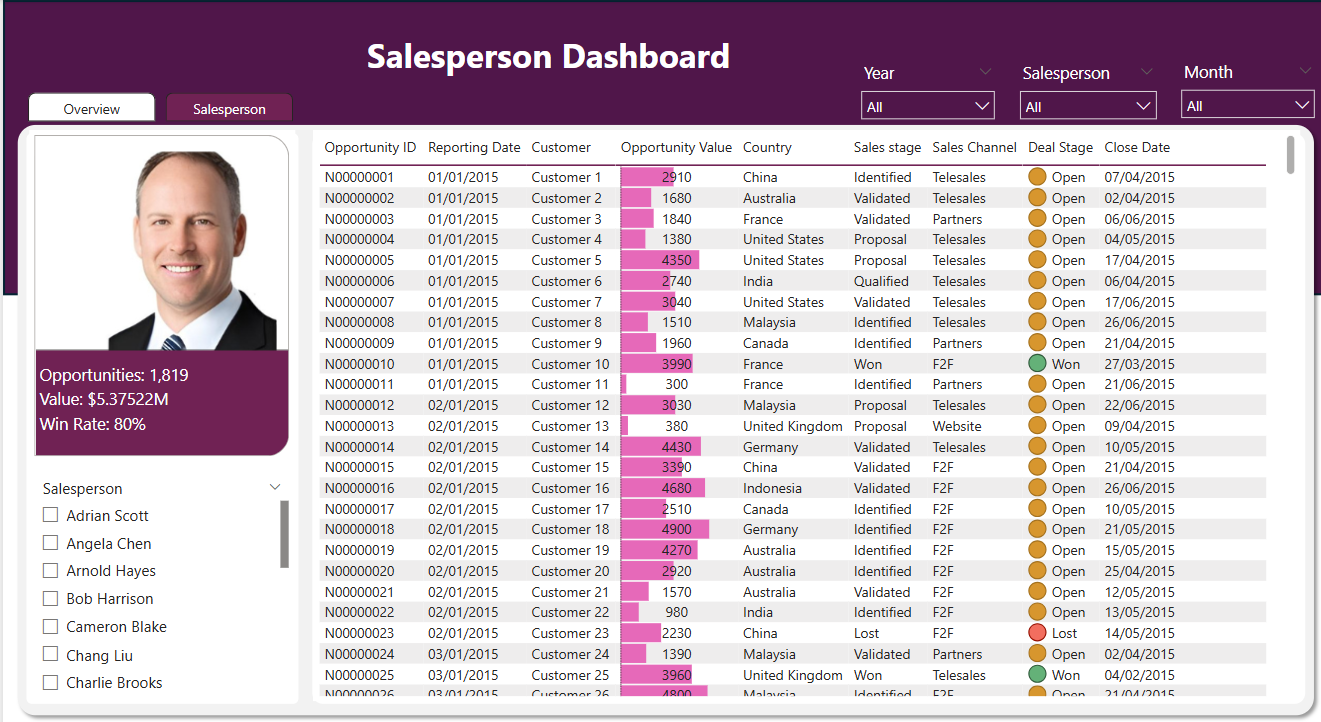 Salesperson Dashboard
Year Salesperson Month
All All All
Overview Salesperson
Opportunities: 1,819
Value: $5.37522M
Win Rate: 80%
Salesperson
Adrian Scott
Angela Chen
Arnold Hayes
Bob Harrison
Cameron Blake
Chang Liu
Charlie Brooks
Opportunity ID Reporting Date Customer Opportunity Value Country Sales stage Sales Channel Deal Stage Close Date
N00000001 01/01/2015 Customer 1 2910 China Identified Telesales Open 07/04/2015
N00000002 01/01/2015 Customer 2 1680 Australia Validated Telesales Open 02/04/2015
N00000003 01/01/2015 Customer 3 1840 France Validated Partners Open 06/06/2015
N00000004 01/01/2015 Customer 4 1380 United States Proposal Telesales Open 04/05/2015
N00000005 01/01/2015 Customer 5 4350 United States Proposal Telesales Open 17/04/2015
N00000006 01/01/2015 Customer 6 2740 India Qualified Telesales Open 06/04/2015
N00000007 01/01/2015 Customer 7 3040 United States Validated Telesales Open 17/06/2015
N00000008 01/01/2015 Customer 8 1510 Malaysia Identified Telesales Open 26/06/2015
N00000009 01/01/2015 Customer 9 1960 Canada Identified Partners Open 21/04/2015
N00000010 01/01/2015 Customer 10 3990 France Won F2F Won 27/03/2015
N00000011 01/01/2015 Customer 11 300 France Identified Partners Open 21/06/2015
N00000012 02/01/2015 Customer 12 3030 Malaysia Proposal Telesales Open 22/06/2015
N00000013 02/01/2015 Customer 13 380 United Kingdom Proposal Website Open 09/04/2015
N00000014 02/01/2015 Customer 14 4430 Germany Validated Telesales Open 10/05/2015
N00000015 02/01/2015 Customer 15 3390 China Validated F2F Open 21/04/2015
N00000016 02/01/2015 Customer 16 4680 Indonesia Validated F2F Open 26/06/2015
N00000017 02/01/2015 Customer 17 2510 Canada Identified F2F Open 10/05/2015
N00000018 02/01/2015 Customer 18 4900 Germany Identified F2F Open 21/05/2015
N00000019 02/01/2015 Customer 19 4270 Australia Identified F2F Open 15/05/2015
N00000020 02/01/2015 Customer 20 2920 Australia Identified F2F Open 25/04/2015
N00000021 02/01/2015 Customer 21 1570 Australia Validated F2F Open 12/05/2015
N00000022 02/01/2015 Customer 22 980 India Identified F2F Open 13/05/2015
N00000023 02/01/2015 Customer 23 2230 China Lost F2F Lost 14/05/2015
N00000024 03/01/2015 Customer 24 1390 Malaysia Validated Partners Open 02/04/2015
N00000025 03/01/2015 Customer 25 3960 United Kingdom Won Telesales Won 04/02/2015
N00000026 03/01/2015 Customer 26 4800 Malaysia Identified F2F Open 21/04/2015